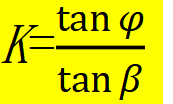 K = tan φ / tan β